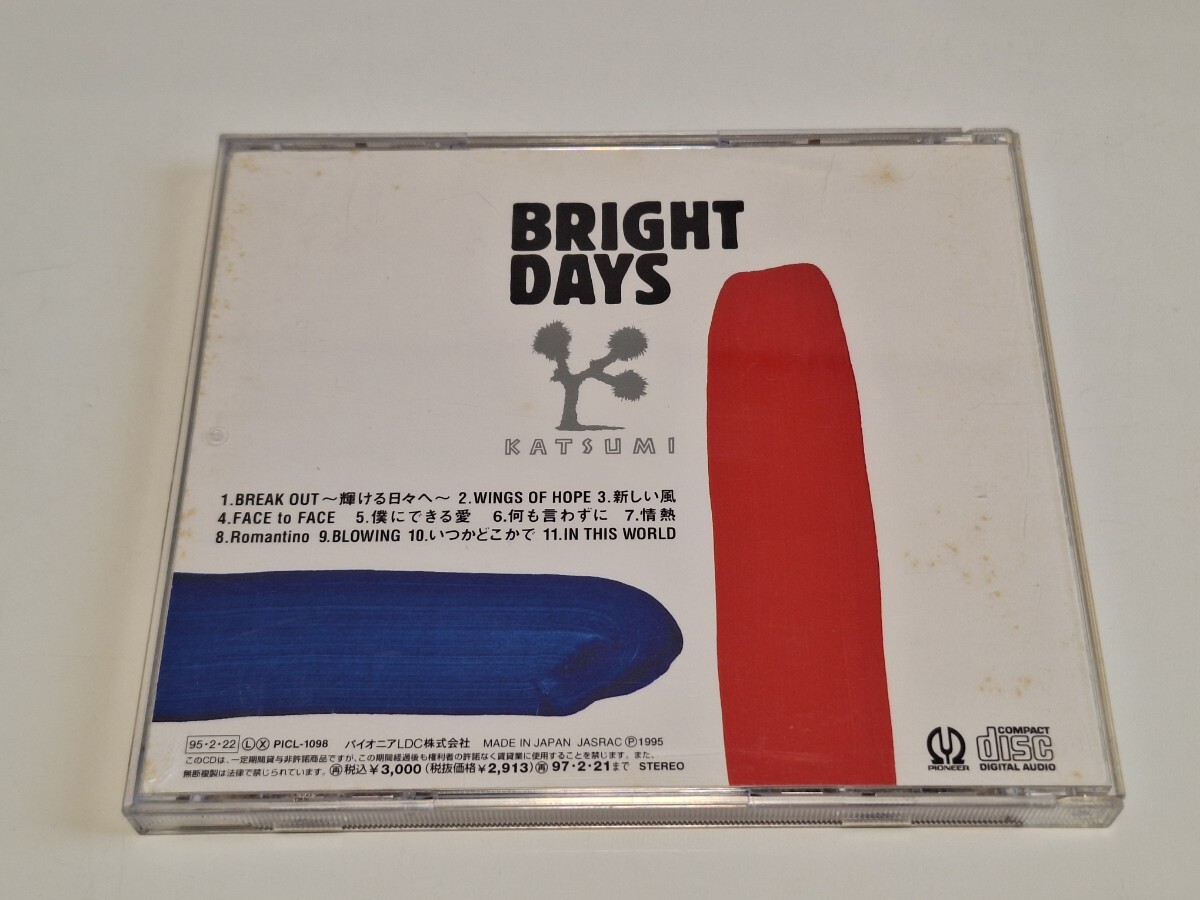 BRIGHT
DAYS
KATSUMI
1.BREAK OUT～輝ける日々へ～ 2.WINGS OF HOPE 3.新しい風
4.FACE to FACE 5.僕にできる愛 6.何も言わずに 7.情熱
8.Romantino 9.BLOWING 10.いつかどこかで 11.IN THIS WORLD
95・2・22 Ⓛ Ⓧ PICL-1098 パイオニアLDC株式会社 MADE IN JAPAN JASRAC Ⓟ1995
このCDは、一定期間貸与非許諾商品ですが、この期間経過後も権利者の許諾なく賃貸業に使用することを禁じます。また、
無断複製は法律で禁じられています。 ㊢税込￥3,000(税抜価格￥2,913)㊢97・2・21まで STEREO
PIONEER
COMPACT
disc
DIGITAL AUDIO